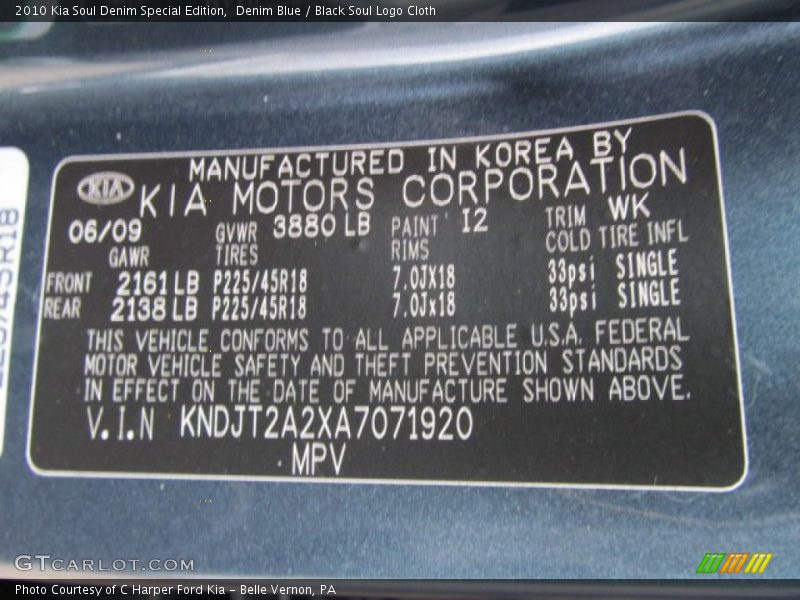 2010 Kia Soul Denim Special Edition,  Denim Blue / Black Soul Logo Cloth
MANUFACTURED IN KOREA BY
KIA KIA MOTORS CORPORATION
06/09 GVWR 3880 LB PAINT I2 TRIM WK
GAWR TIRES RIMS COLD TIRE INFL
FRONT 2161 LB P225/45R18 7.0JX18 33psi SINGLE
REAR 2138 LB P225/45R18 7.0Jx18 33psi SINGLE
THIS VEHICLE CONFORMS TO ALL APPLICABLE U.S.A. FEDERAL
MOTOR VEHICLE SAFETY AND THEFT PREVENTION STANDARDS
IN EFFECT ON THE DATE OF MANUFACTURE SHOWN ABOVE.
V.I.N KNDJT2A2XA7071920
MPV
GTCARLOT.COM
Photo Courtesy of C Harper Ford Kia - Belle Vernon, PA